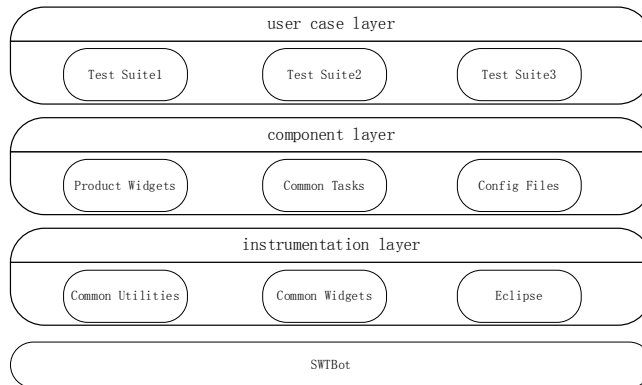 user case layer
Test Suite1 Test Suite2 Test Suite3
component layer
Product Widgets Common Tasks Config Files
instrumentation layer
Common Utilities Common Widgets Eclipse
SWTBot